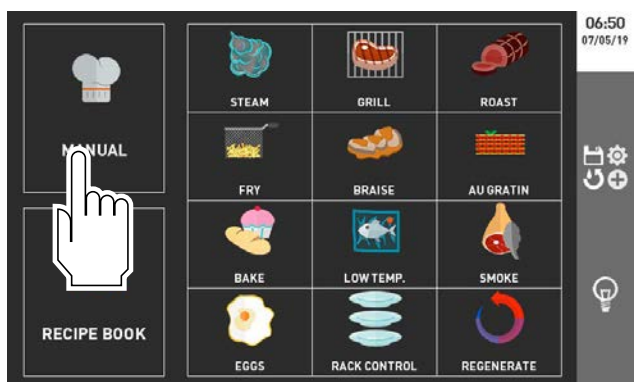 06:50
07/05/19
MANUAL
STEAM
GRILL
ROAST
FRY
BRAISE
AU GRATIN
RECIPE BOOK
BAKE
LOW TEMP.
SMOKE
EGGS
RACK CONTROL
REGENERATE